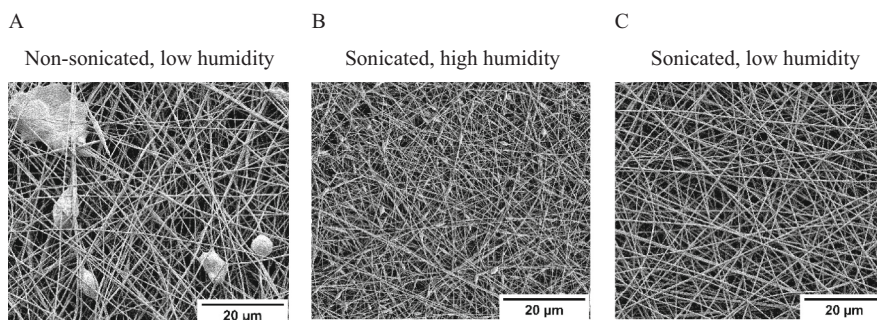 A
B
C
Non-sonicated, low humidity
Sonicated, high humidity
Sonicated, low humidity
20 μm
20 μm
20 μm